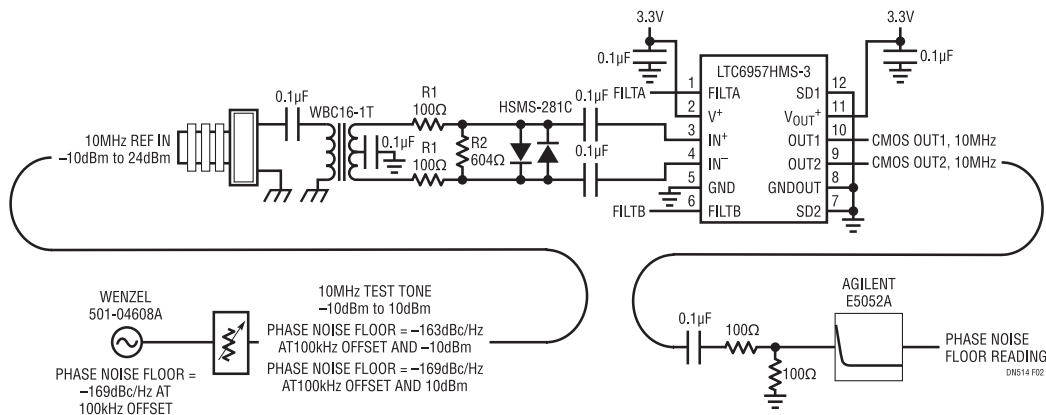 3.3V
0.1µF
3.3V
0.1µF
LTC6957HMS-3
FILTA
1
FILTA
SD1
12
2
V+
VOUT+
11
3
IN+
OUT1
10
CMOS OUT1, 10MHz
4
IN–
OUT2
9
CMOS OUT2, 10MHz
5
GND
GNDOUT
8
FILTB
6
FILTB
SD2
7
10MHz REF IN
–10dBm to 24dBm
0.1µF
WBC16-1T
0.1µF
R1
100Ω
R1
100Ω
R2
604Ω
HSMS-281C
0.1µF
0.1µF
WENZEL
501-04608A
PHASE NOISE FLOOR =
–169dBc/Hz AT
100kHz OFFSET
10MHz TEST TONE
–10dBm to 10dBm
PHASE NOISE FLOOR = –163dBc/Hz
AT100kHz OFFSET AND –10dBm
PHASE NOISE FLOOR = –169dBc/Hz
AT100kHz OFFSET AND 10dBm
0.1µF
100Ω
100Ω
AGILENT
E5052A
PHASE NOISE
FLOOR READING
DN514 F02